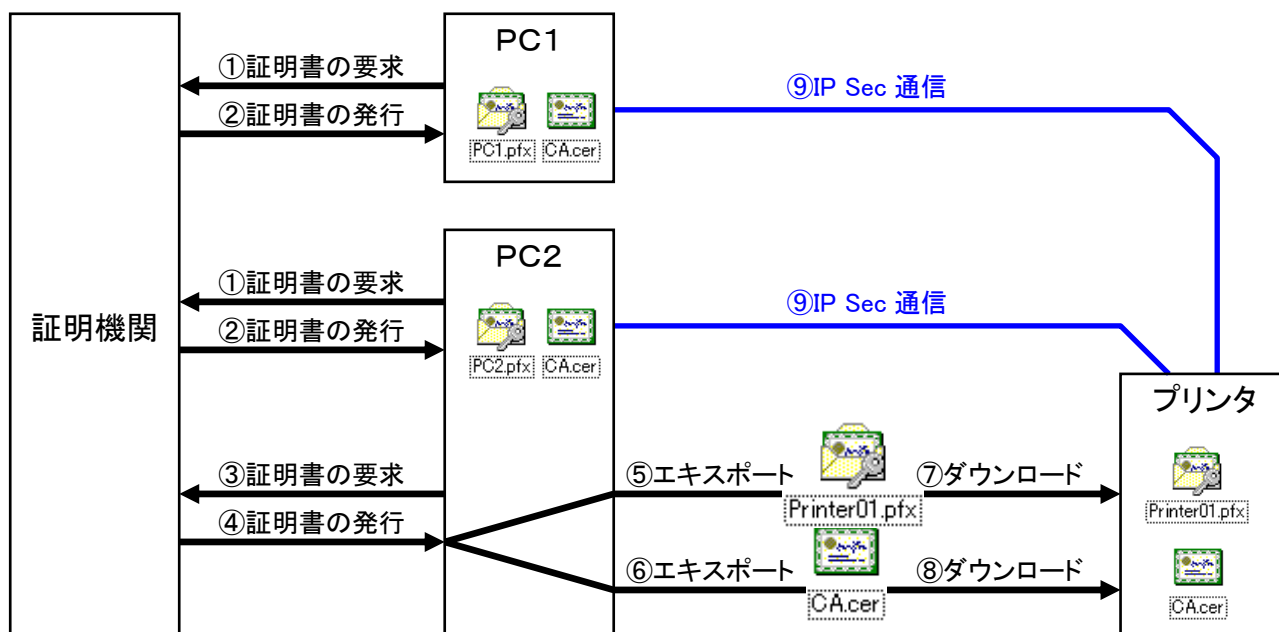 PC1
①証明書の要求
②証明書の発行
PC1.pfx
CA.cer
⑨IP Sec 通信
証明機関
PC2
①証明書の要求
②証明書の発行
PC2.pfx
CA.cer
⑨IP Sec 通信
プリンタ
③証明書の要求
④証明書の発行
⑤エキスポート
Printer01.pfx
⑦ダウンロード
⑥エキスポート
CA.cer
⑧ダウンロード
Printer01.pfx
CA.cer